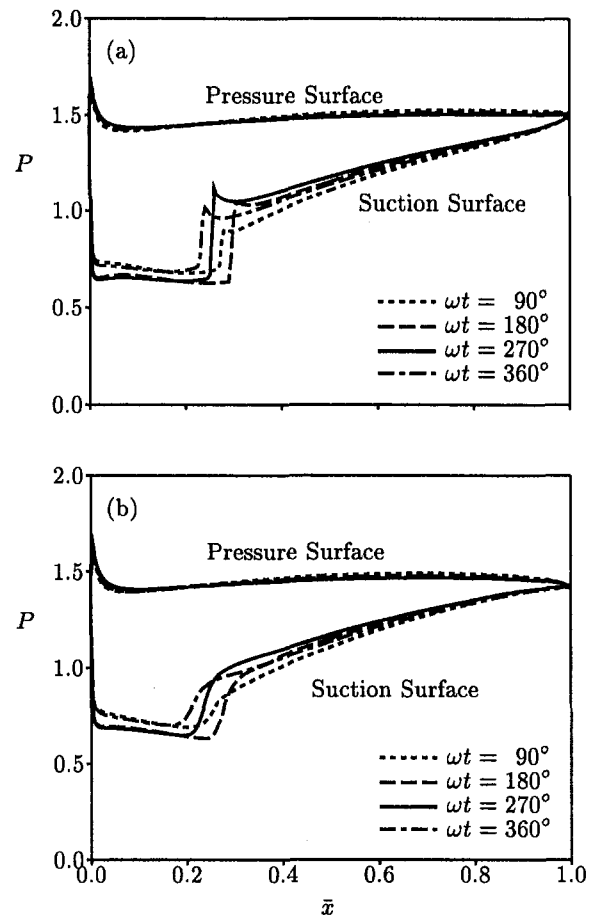 2.0
(a)
Pressure Surface
1.5
P
1.0
Suction Surface
0.5
ωt = 90°
ωt = 180°
ωt = 270°
ωt = 360°
0.0
2.0
(b)
Pressure Surface
1.5
P
1.0
Suction Surface
0.5
ωt = 90°
ωt = 180°
ωt = 270°
ωt = 360°
0.0
0.0 0.2 0.4 0.6 0.8 1.0
x̄